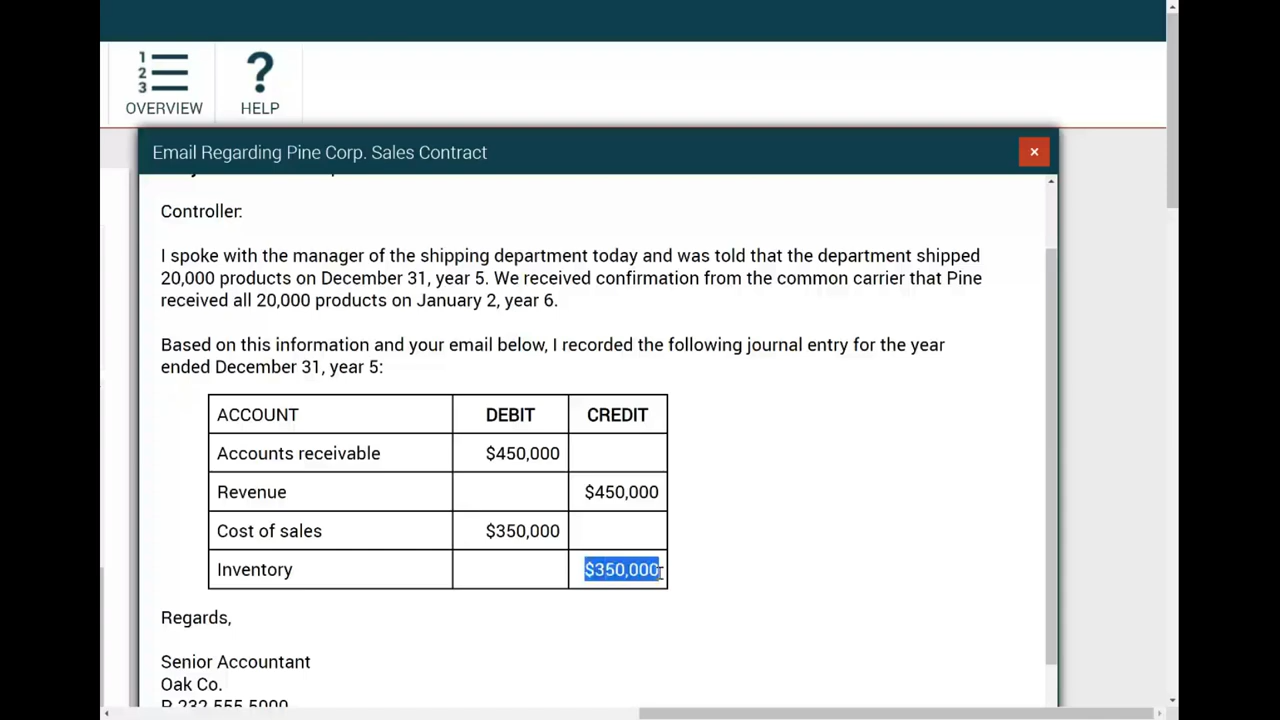 1
2
3
OVERVIEW
?
HELP
Email Regarding Pine Corp. Sales Contract
×
Controller:
I spoke with the manager of the shipping department today and was told that the department shipped
20,000 products on December 31, year 5. We received confirmation from the common carrier that Pine
received all 20,000 products on January 2, year 6.
Based on this information and your email below, I recorded the following journal entry for the year
ended December 31, year 5:
ACCOUNT DEBIT CREDIT
Accounts receivable $450,000
Revenue $450,000
Cost of sales $350,000
Inventory $350,000
Regards,
Senior Accountant
Oak Co.
P 232 555 5000